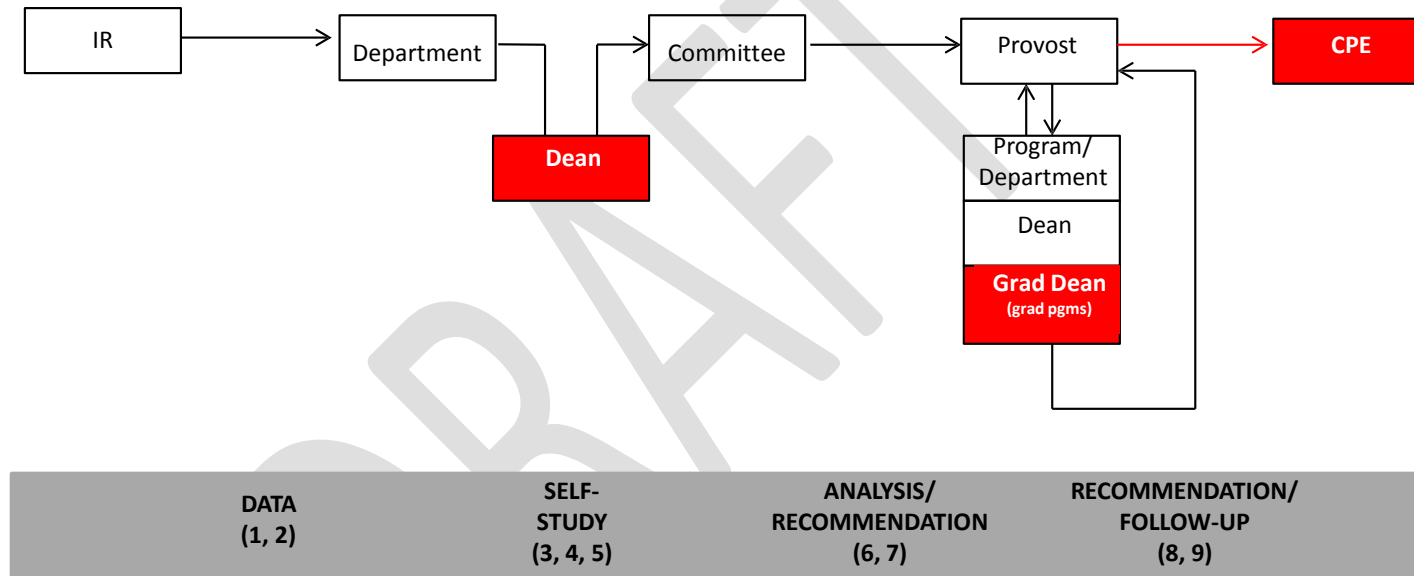 IR
Department
Committee
Provost
CPE
Dean
Program/
Department
Dean
Grad Dean
(grad pgms)
DRAFT
DATA
(1, 2)
SELF-
STUDY
(3, 4, 5)
ANALYSIS/
RECOMMENDATION
(6, 7)
RECOMMENDATION/
FOLLOW-UP
(8, 9)